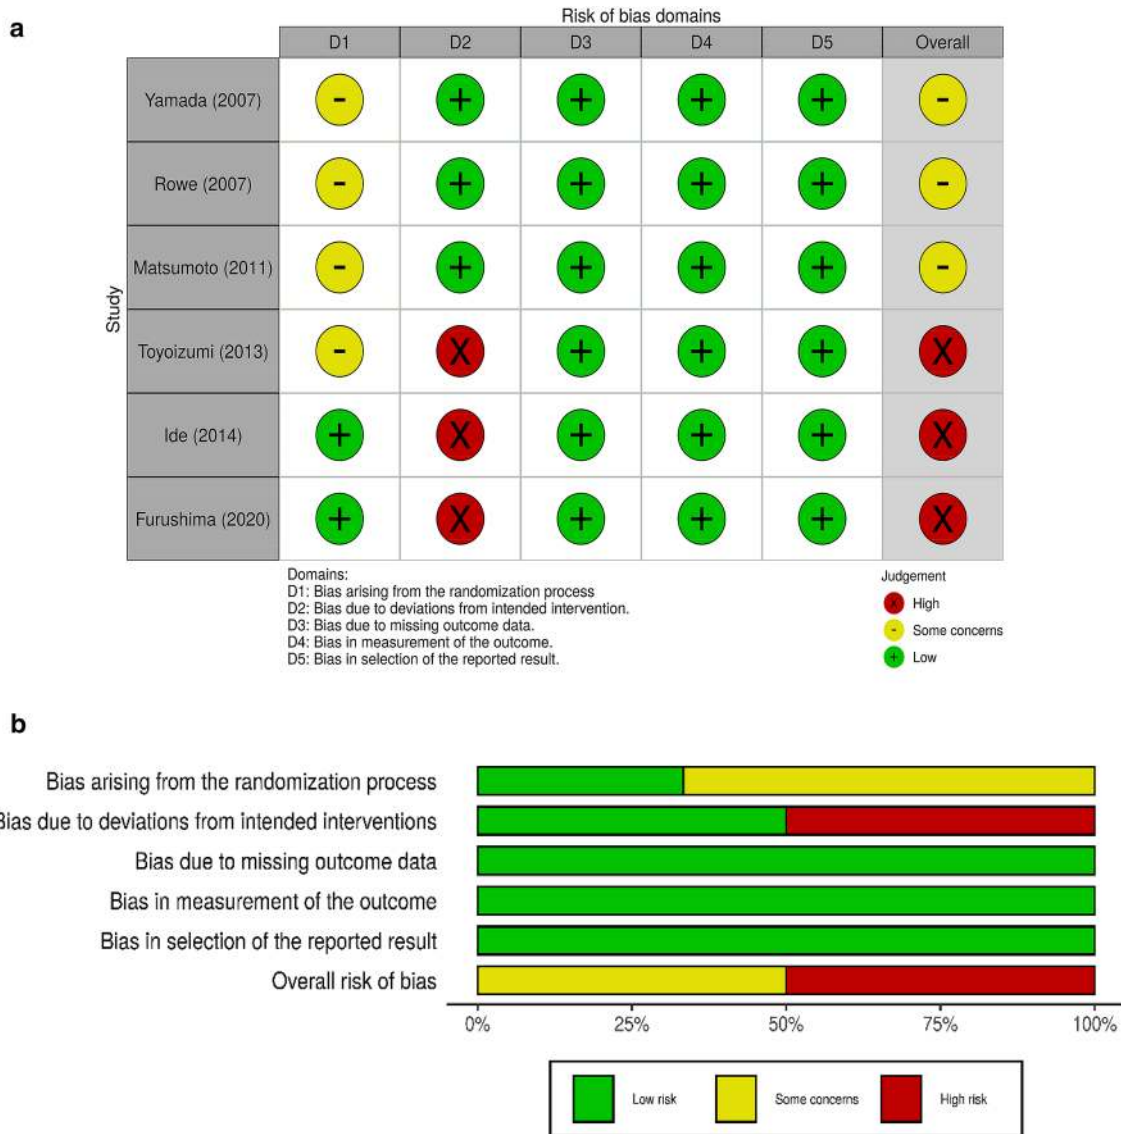 a
Risk of bias domains
D1 D2 D3 D4 D5 Overall
Study
Yamada (2007) - + + + + -
Rowe (2007) - + + + + -
Matsumoto (2011) - + + + + -
Toyoizumi (2013) - X + + + X
Ide (2014) + X + + + X
Furushima (2020) + X + + + X
Domains:
D1: Bias arising from the randomization process
D2: Bias due to deviations from intended intervention.
D3: Bias due to missing outcome data.
D4: Bias in measurement of the outcome.
D5: Bias in selection of the reported result.
Judgement
X High
- Some concerns
+ Low
b
Bias arising from the randomization process
Bias due to deviations from intended interventions
Bias due to missing outcome data
Bias in measurement of the outcome
Bias in selection of the reported result
Overall risk of bias
0% 25% 50% 75% 100%
Low risk Some concerns High risk